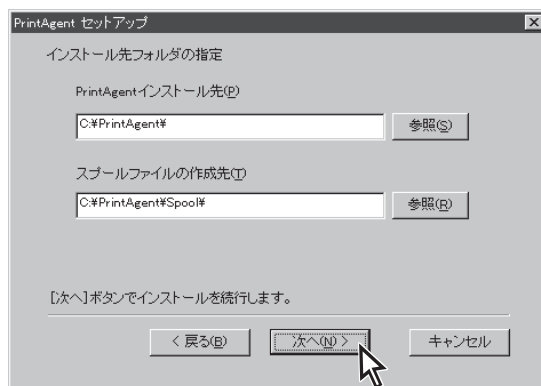 PrintAgent セットアップ
インストール先フォルダの指定
PrintAgentインストール先(P)
C:¥PrintAgent¥
参照(S)
スプールファイルの作成先(T)
C:¥PrintAgent¥Spool¥
参照(R)
[次へ]ボタンでインストールを続行します。
< 戻る(B) 次へ(N) > キャンセル